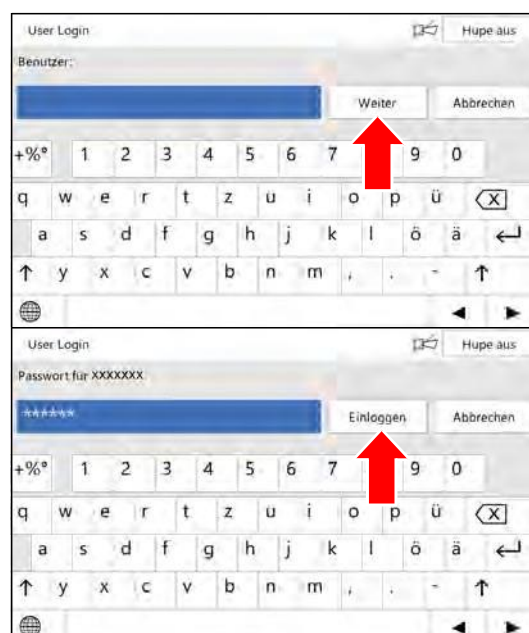 User Login Hupe aus
Benutzer:
Weiter Abbrechen
+%° 1 2 3 4 5 6 7 9 0
q w e r t z u i o p ü X
a s d f g h j k l ö ä
y x c v b n m , . -
User Login Hupe aus
Passwort für XXXXXXX
****** Einloggen Abbrechen
+%° 1 2 3 4 5 6 7 9 0
q w e r t z u i o p ü X
a s d f g h j k l ö ä
y x c v b n m , . -